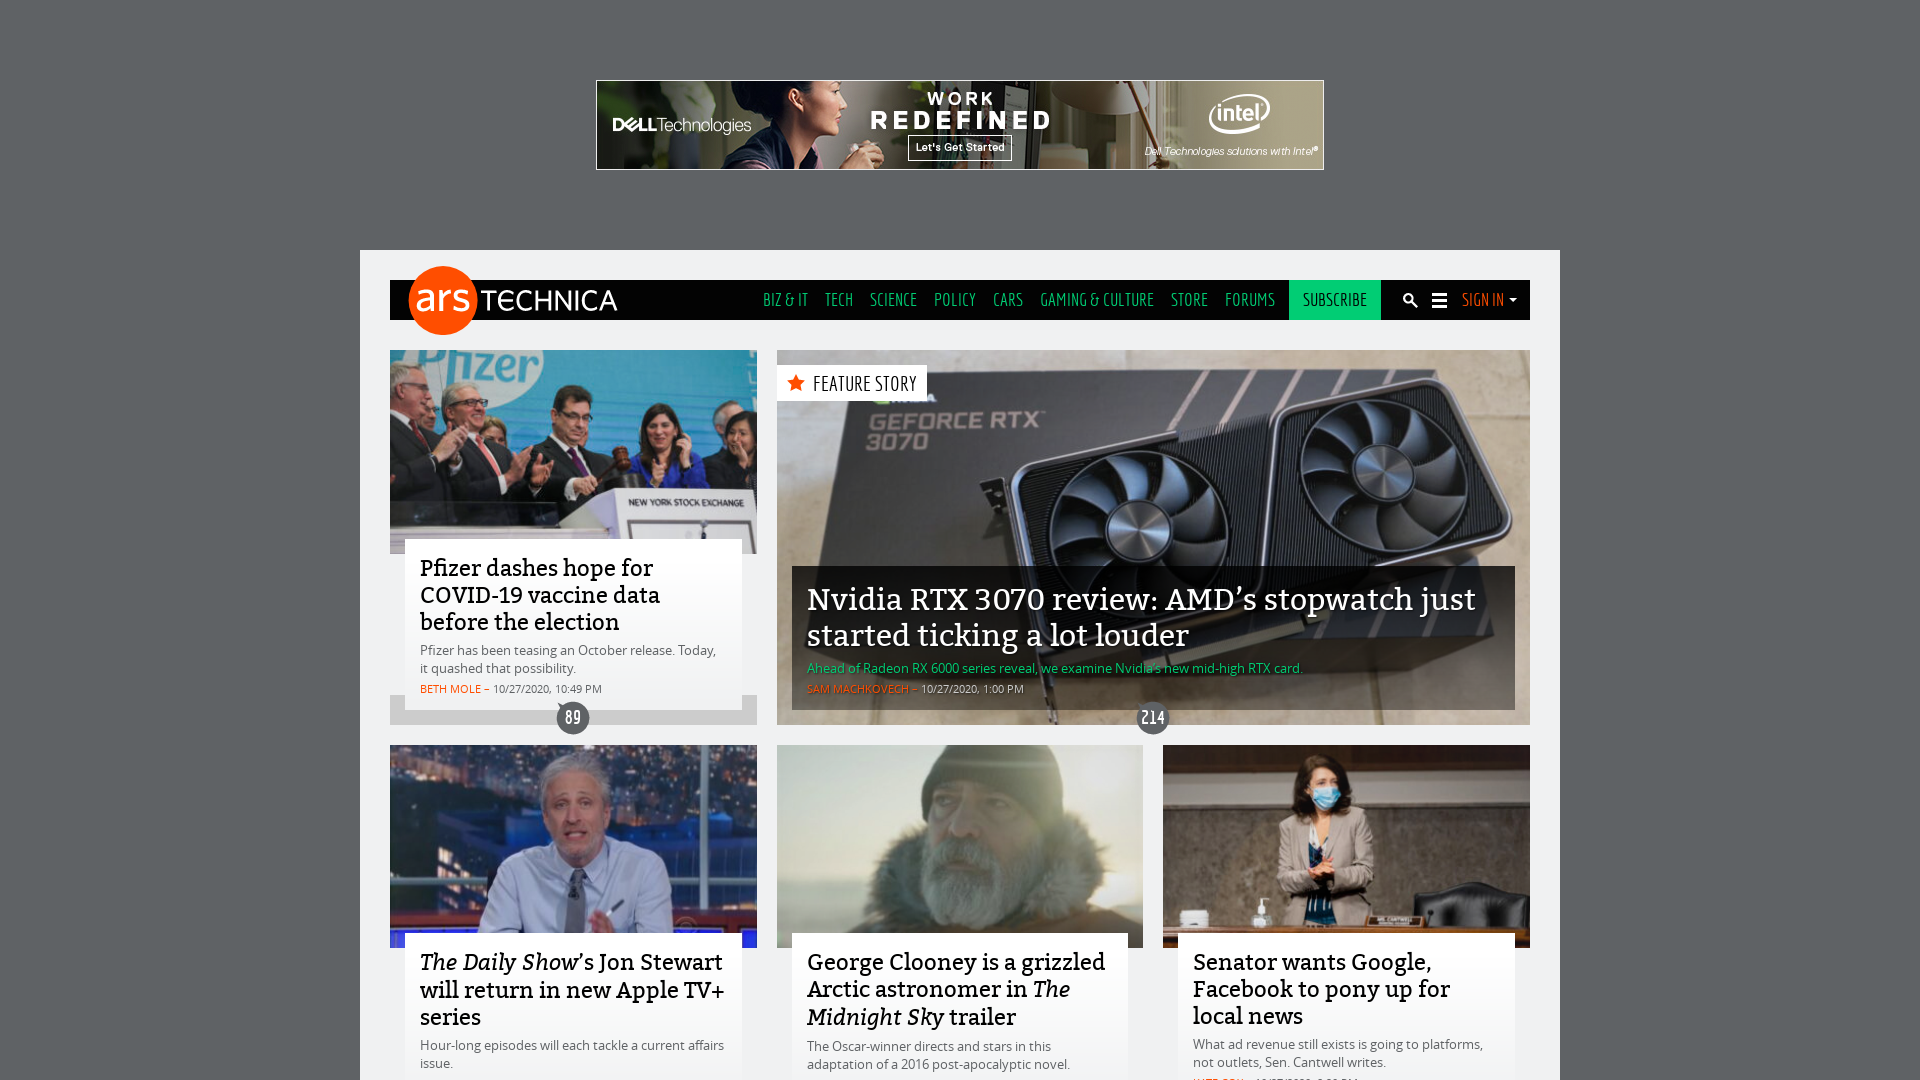 DELL Technologies
WORK
REDEFINED
Let's Get Started
intel
Dell Technologies solutions with Intel®
ars TECHNICA
BIZ & IT TECH SCIENCE POLICY CARS GAMING & CULTURE STORE FORUMS SUBSCRIBE SIGN IN
Pfizer
NEW YORK STOCK EXCHANGE
Pfizer dashes hope for
COVID-19 vaccine data
before the election
Pfizer has been teasing an October release. Today,
it quashed that possibility.
BETH MOLE – 10/27/2020, 10:49 PM
89
FEATURE STORY
GEFORCE RTX™
3070
Nvidia RTX 3070 review: AMD’s stopwatch just
started ticking a lot louder
Ahead of Radeon RX 6000 series reveal, we examine Nvidia's new mid-high RTX card.
SAM MACHKOVECH – 10/27/2020, 1:00 PM
214
The Daily Show’s Jon Stewart
will return in new Apple TV+
series
Hour-long episodes will each tackle a current affairs
issue.
George Clooney is a grizzled
Arctic astronomer in The
Midnight Sky trailer
The Oscar-winner directs and stars in this
adaptation of a 2016 post-apocalyptic novel.
MR. CANTWELL
Senator wants Google,
Facebook to pony up for
local news
What ad revenue still exists is going to platforms,
not outlets, Sen. Cantwell writes.